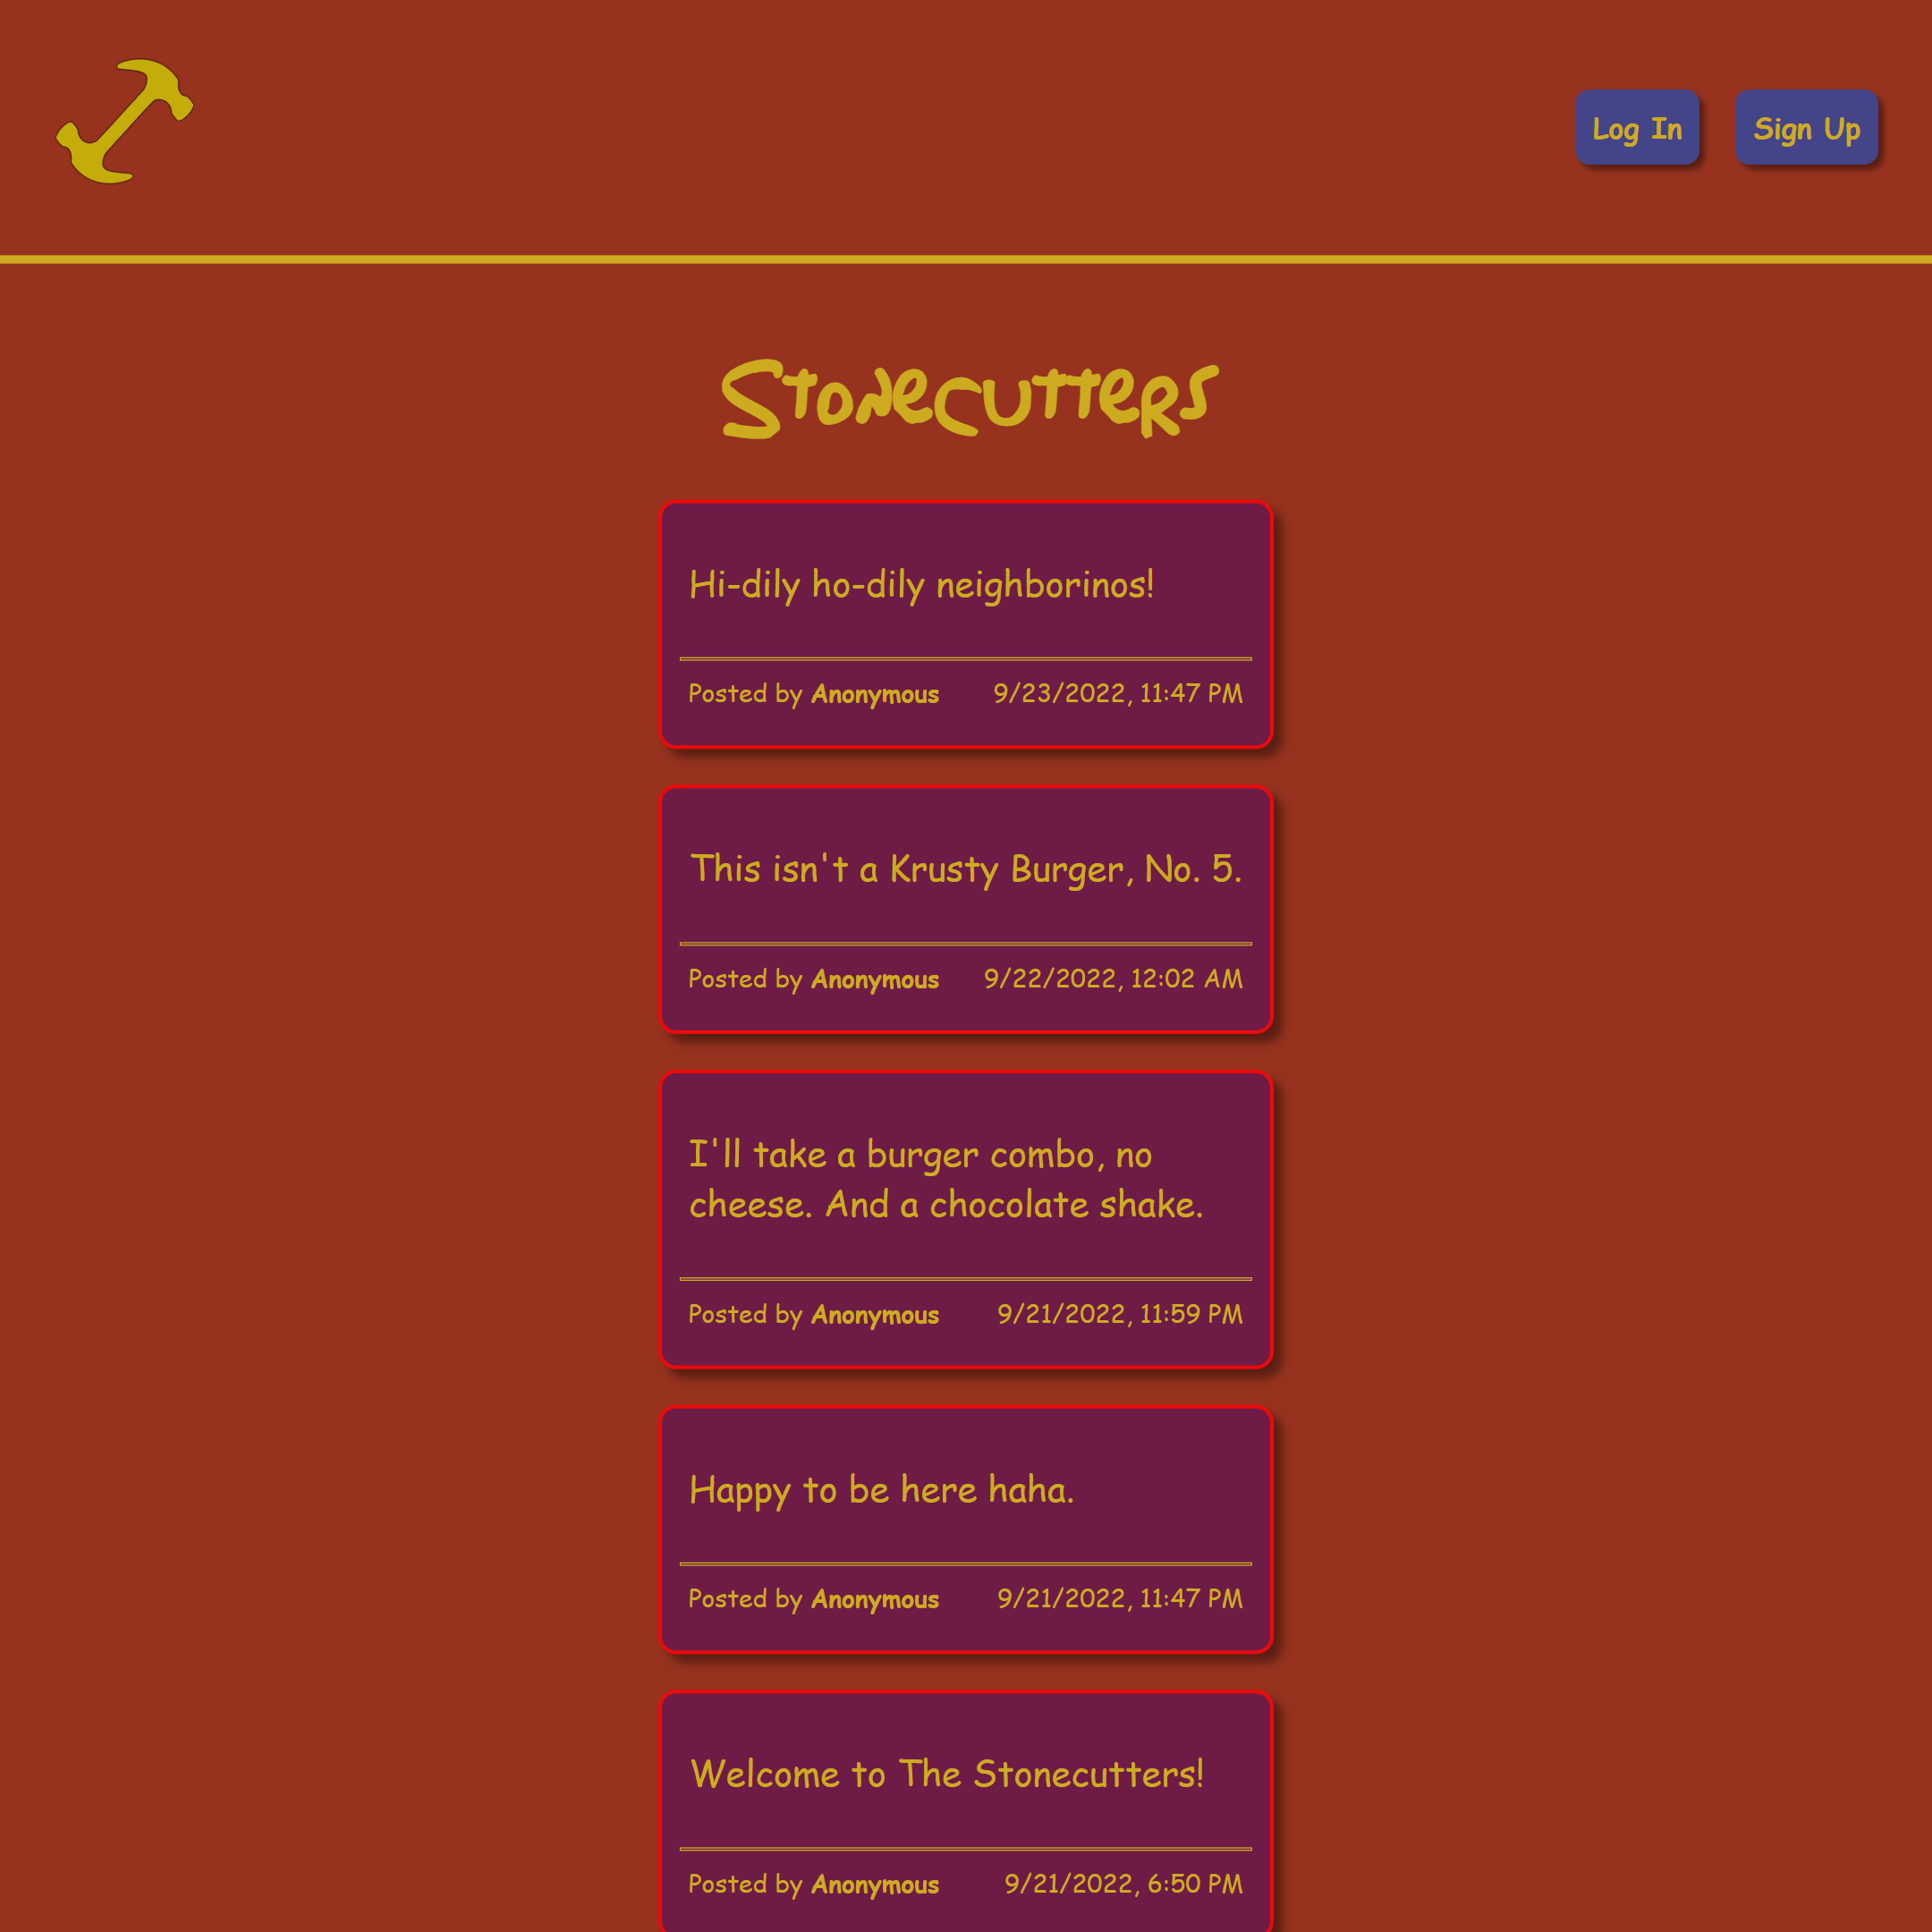 Log In
Sign Up
Stonecutters
Hi-dily ho-dily neighborinos!
Posted by Anonymous 9/23/2022, 11:47 PM
This isn't a Krusty Burger, No. 5.
Posted by Anonymous 9/22/2022, 12:02 AM
I'll take a burger combo, no
cheese. And a chocolate shake.
Posted by Anonymous 9/21/2022, 11:59 PM
Happy to be here haha.
Posted by Anonymous 9/21/2022, 11:47 PM
Welcome to The Stonecutters!
Posted by Anonymous 9/21/2022, 6:50 PM